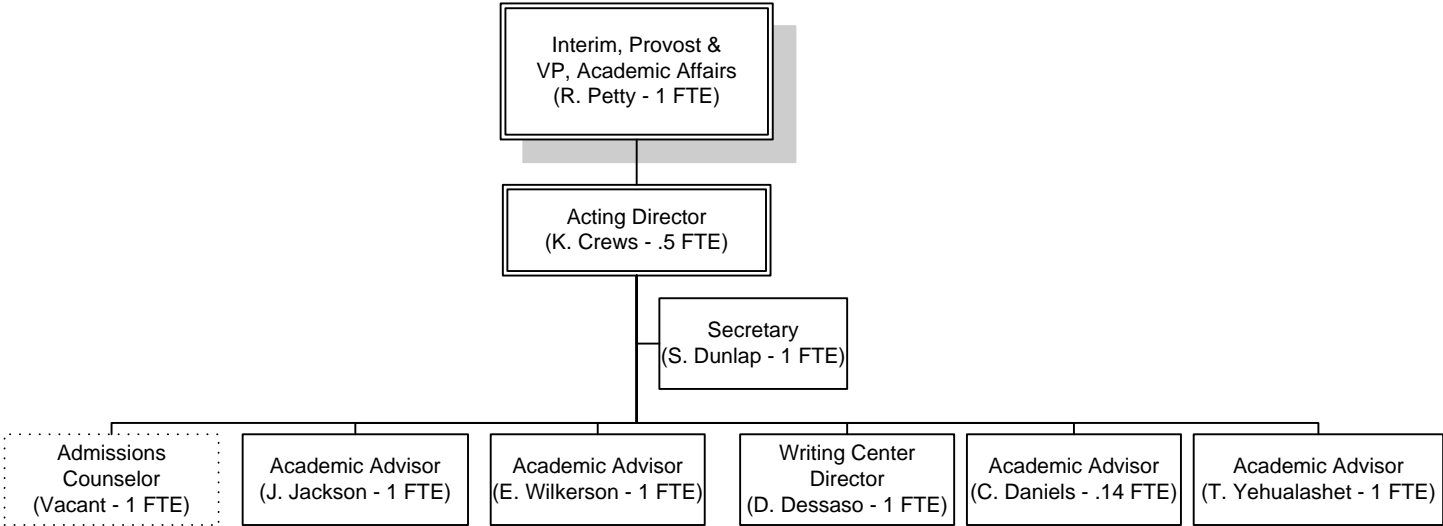 Interim, Provost &
VP, Academic Affairs
(R. Petty - 1 FTE)
Acting Director
(K. Crews - .5 FTE)
Secretary
(S. Dunlap - 1 FTE)
Admissions
Counselor
(Vacant - 1 FTE)
Academic Advisor
(J. Jackson - 1 FTE)
Academic Advisor
(E. Wilkerson - 1 FTE)
Writing Center
Director
(D. Dessaso - 1 FTE)
Academic Advisor
(C. Daniels - .14 FTE)
Academic Advisor
(T. Yehualashet - 1 FTE)